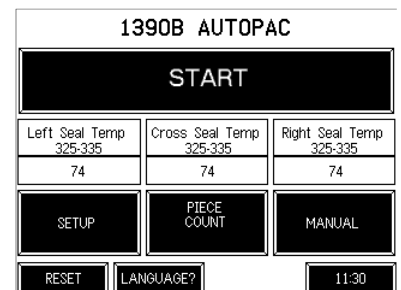 1390B AUTOPAC
START
Left Seal Temp Cross Seal Temp Right Seal Temp
325-335 325-335 325-335
74 74 74
SETUP PIECE COUNT MANUAL
RESET LANGUAGE? 11:30